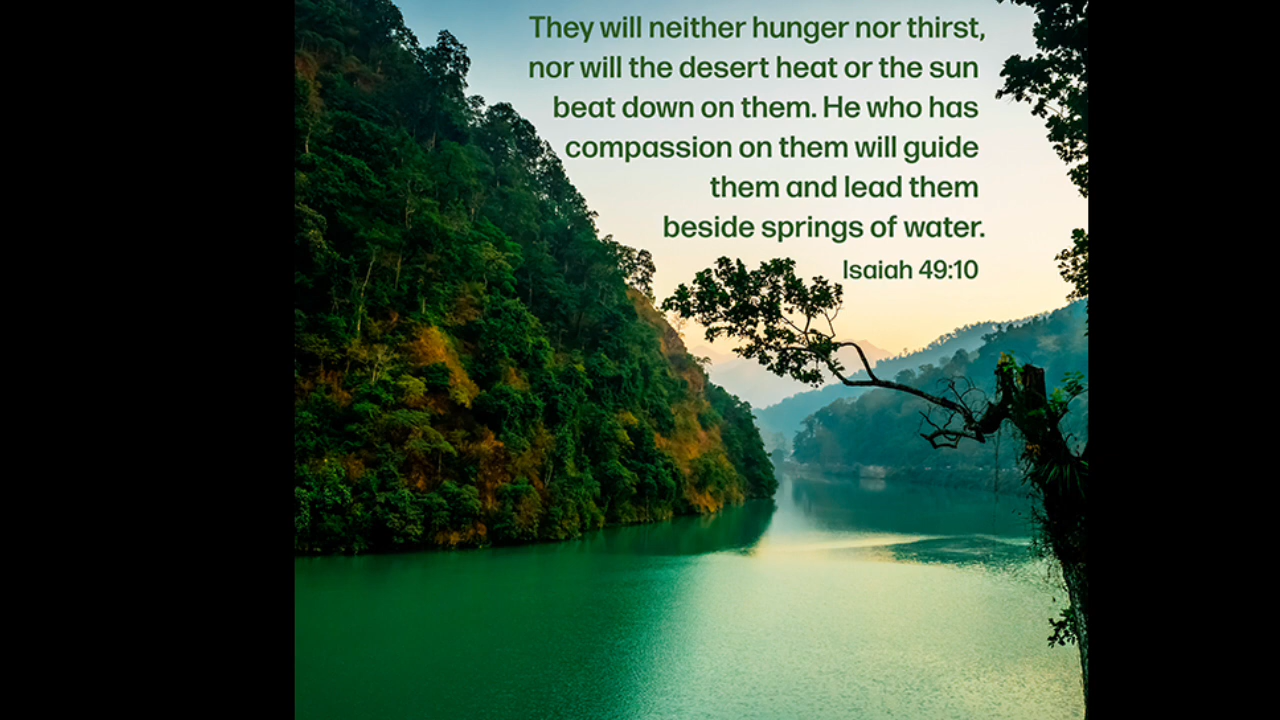 They will neither hunger nor thirst,
nor will the desert heat or the sun
beat down on them. He who has
compassion on them will guide
them and lead them
beside springs of water.
Isaiah 49:10